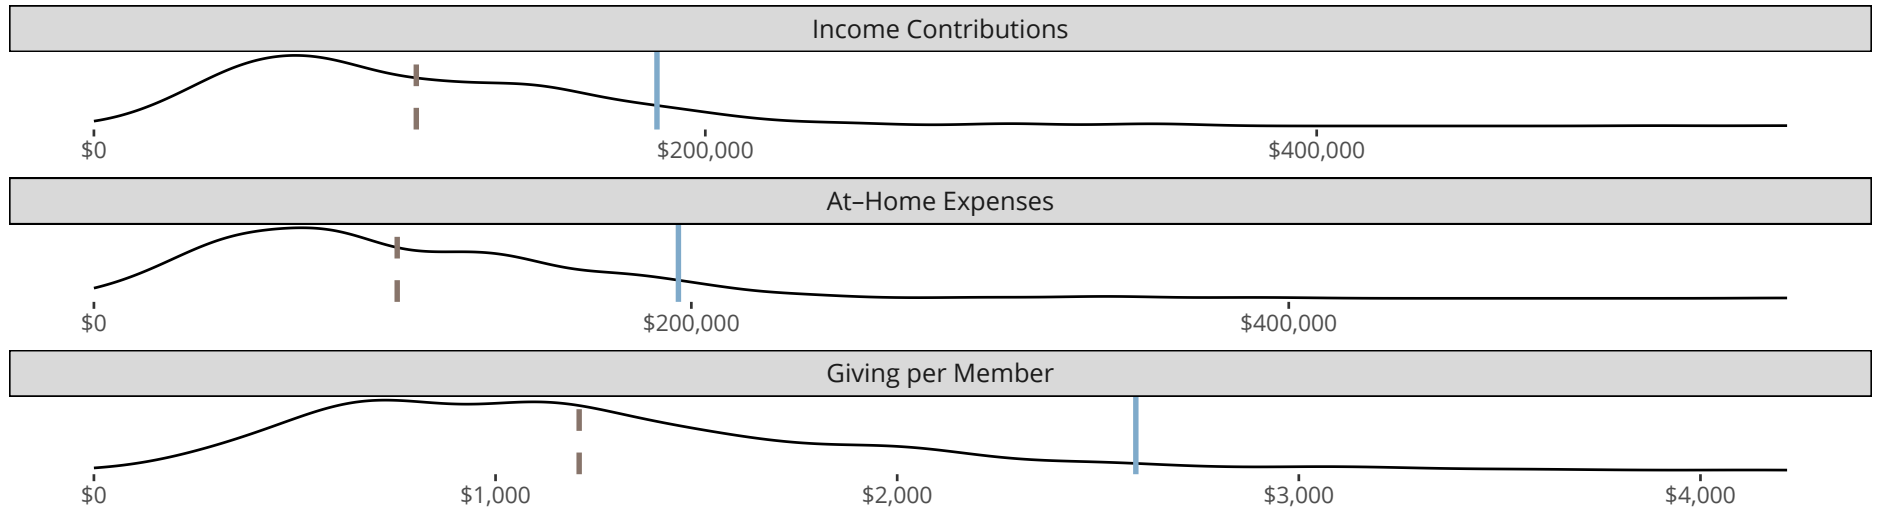 Income Contributions
$0 $200,000 $400,000
At–Home Expenses
$0 $200,000 $400,000
Giving per Member
$0 $1,000 $2,000 $3,000 $4,000